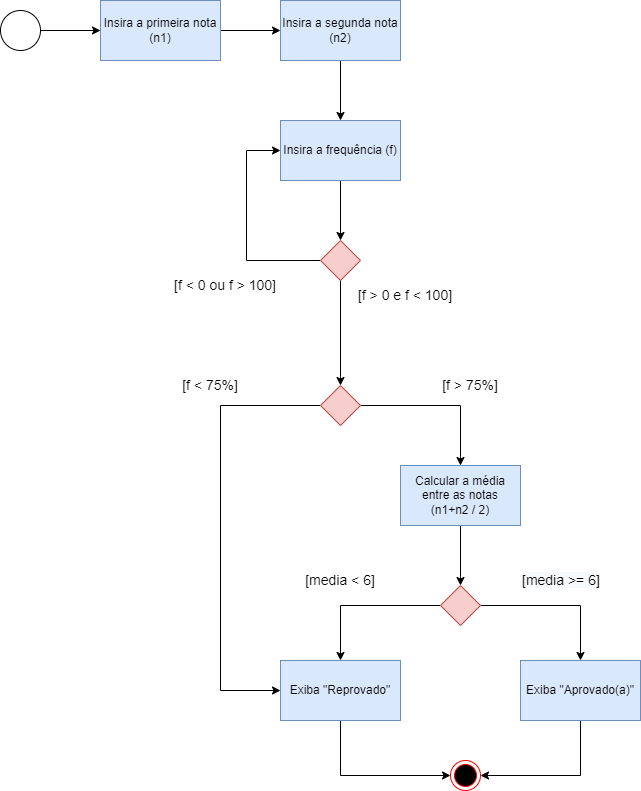 Insira a primeira nota
(n1)
Insira a segunda nota
(n2)
Insira a frequência (f)
[f < 0 ou f > 100]
[f > 0 e f < 100]
[f < 75%]
[f > 75%]
Calcular a média
entre as notas
(n1+n2 / 2)
[media < 6]
[media >= 6]
Exiba "Reprovado"
Exiba "Aprovado(a)"